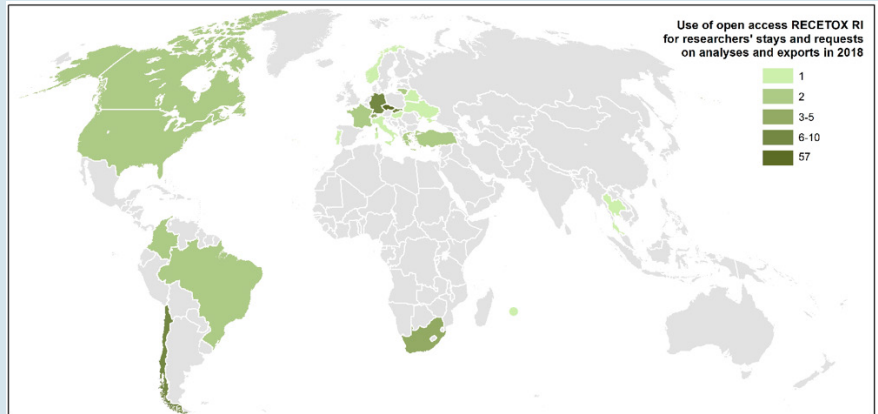 Use of open access RECETOX RI
for researchers' stays and requests
on analyses and exports in 2018
1
2
3-5
6-10
57